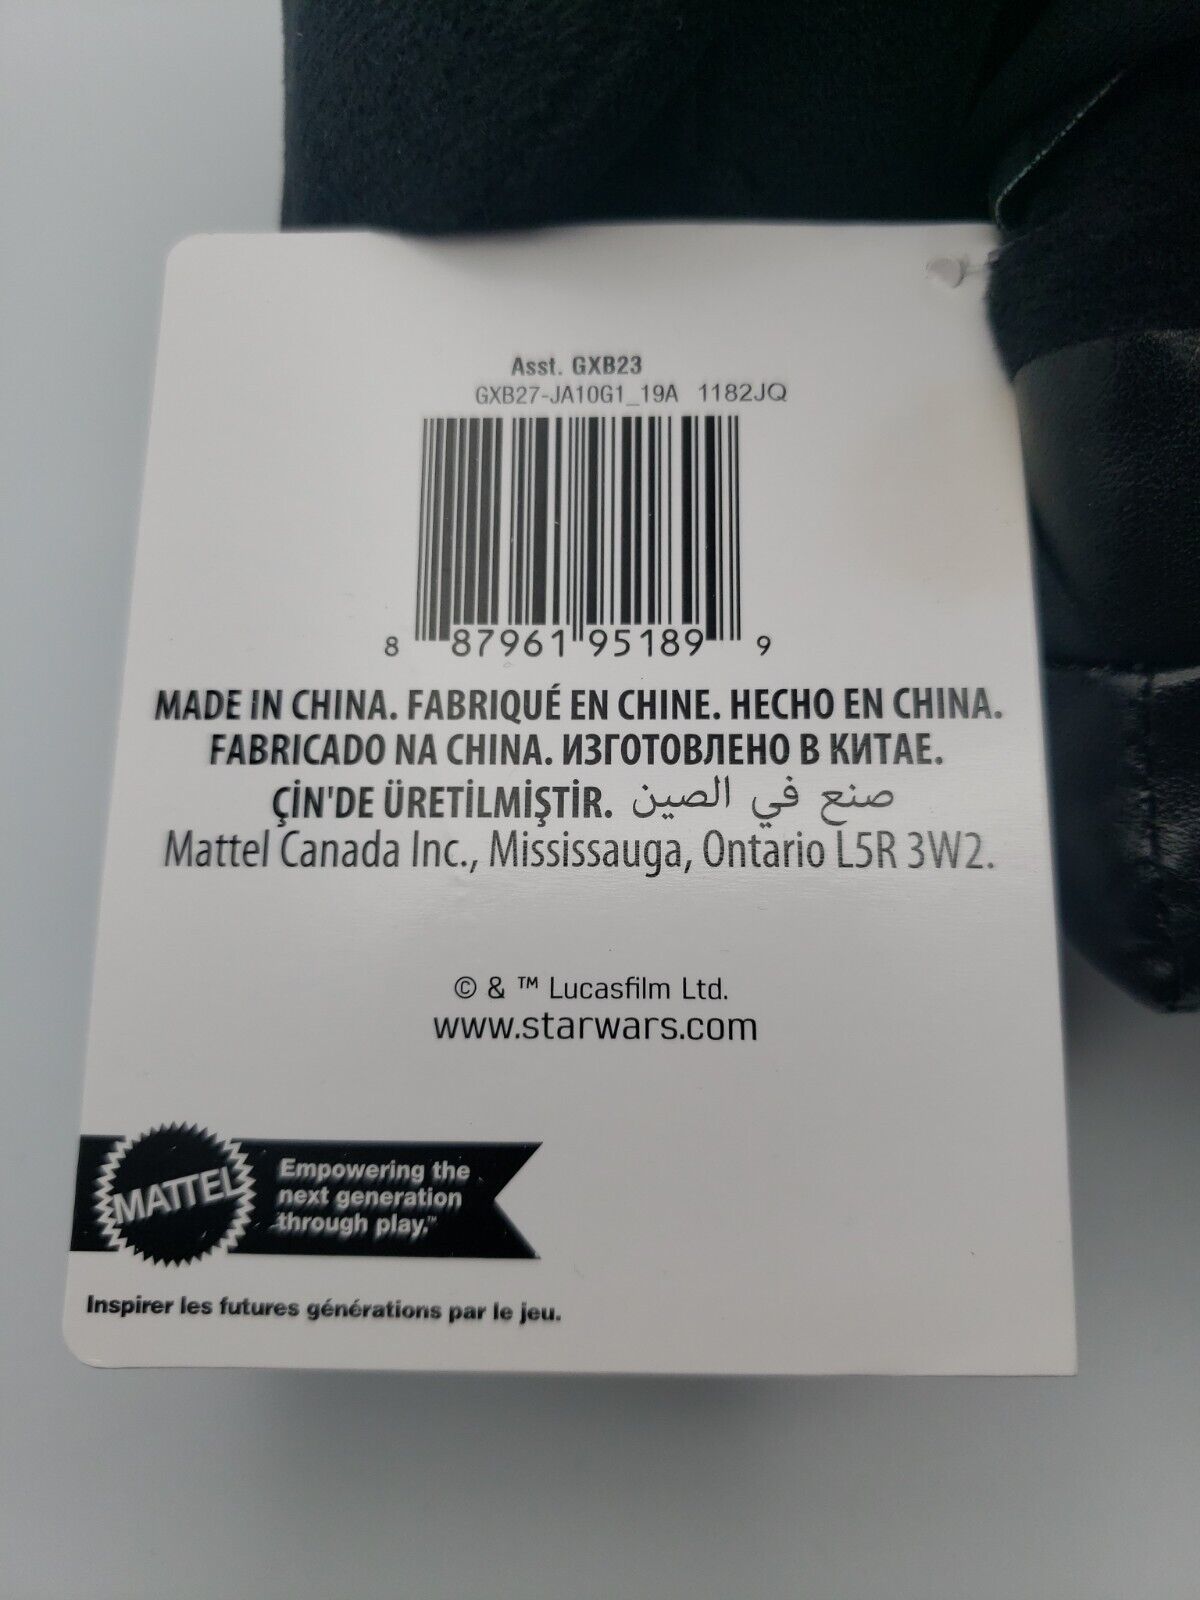 Asst. GXB23
GXB27-JA10G1_19A 1182JQ
8 87961 95189 9
MADE IN CHINA. FABRIQUÉ EN CHINE. HECHO EN CHINA.
FABRICADO NA CHINA. ИЗГОТОВЛЕНО В КИТАЕ.
ÇİN'DE ÜRETİLMİŞTİR. صنع في الصين
Mattel Canada Inc., Mississauga, Ontario L5R 3W2.
© & ™ Lucasfilm Ltd.
www.starwars.com
MATTEL
Empowering the
next generation
through play.™
Inspirer les futures générations par le jeu.